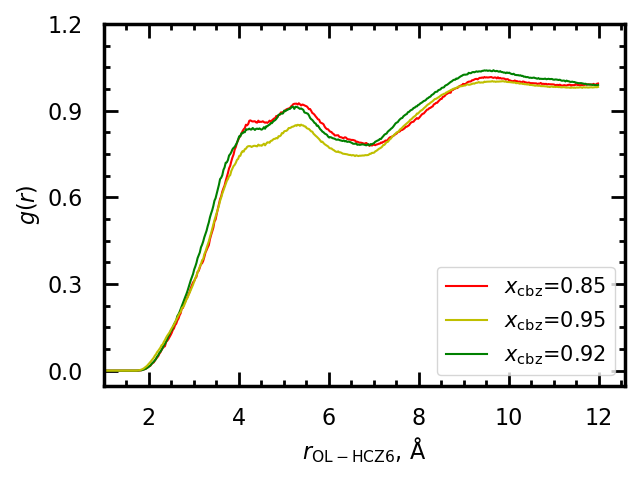 1.2
0.9
0.6
0.3
0.0
g(r)
x_cbz=0.85
x_cbz=0.95
x_cbz=0.92
2 4 6 8 10 12
r_OL−HCZ6, Å